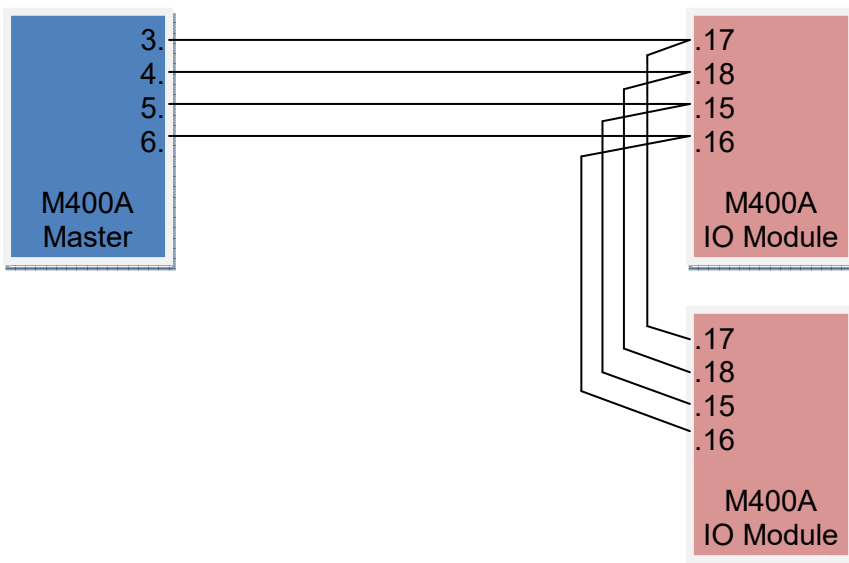 3.
4.
5.
6.
M400A
Master
.17
.18
.15
.16
M400A
IO Module
.17
.18
.15
.16
M400A
IO Module